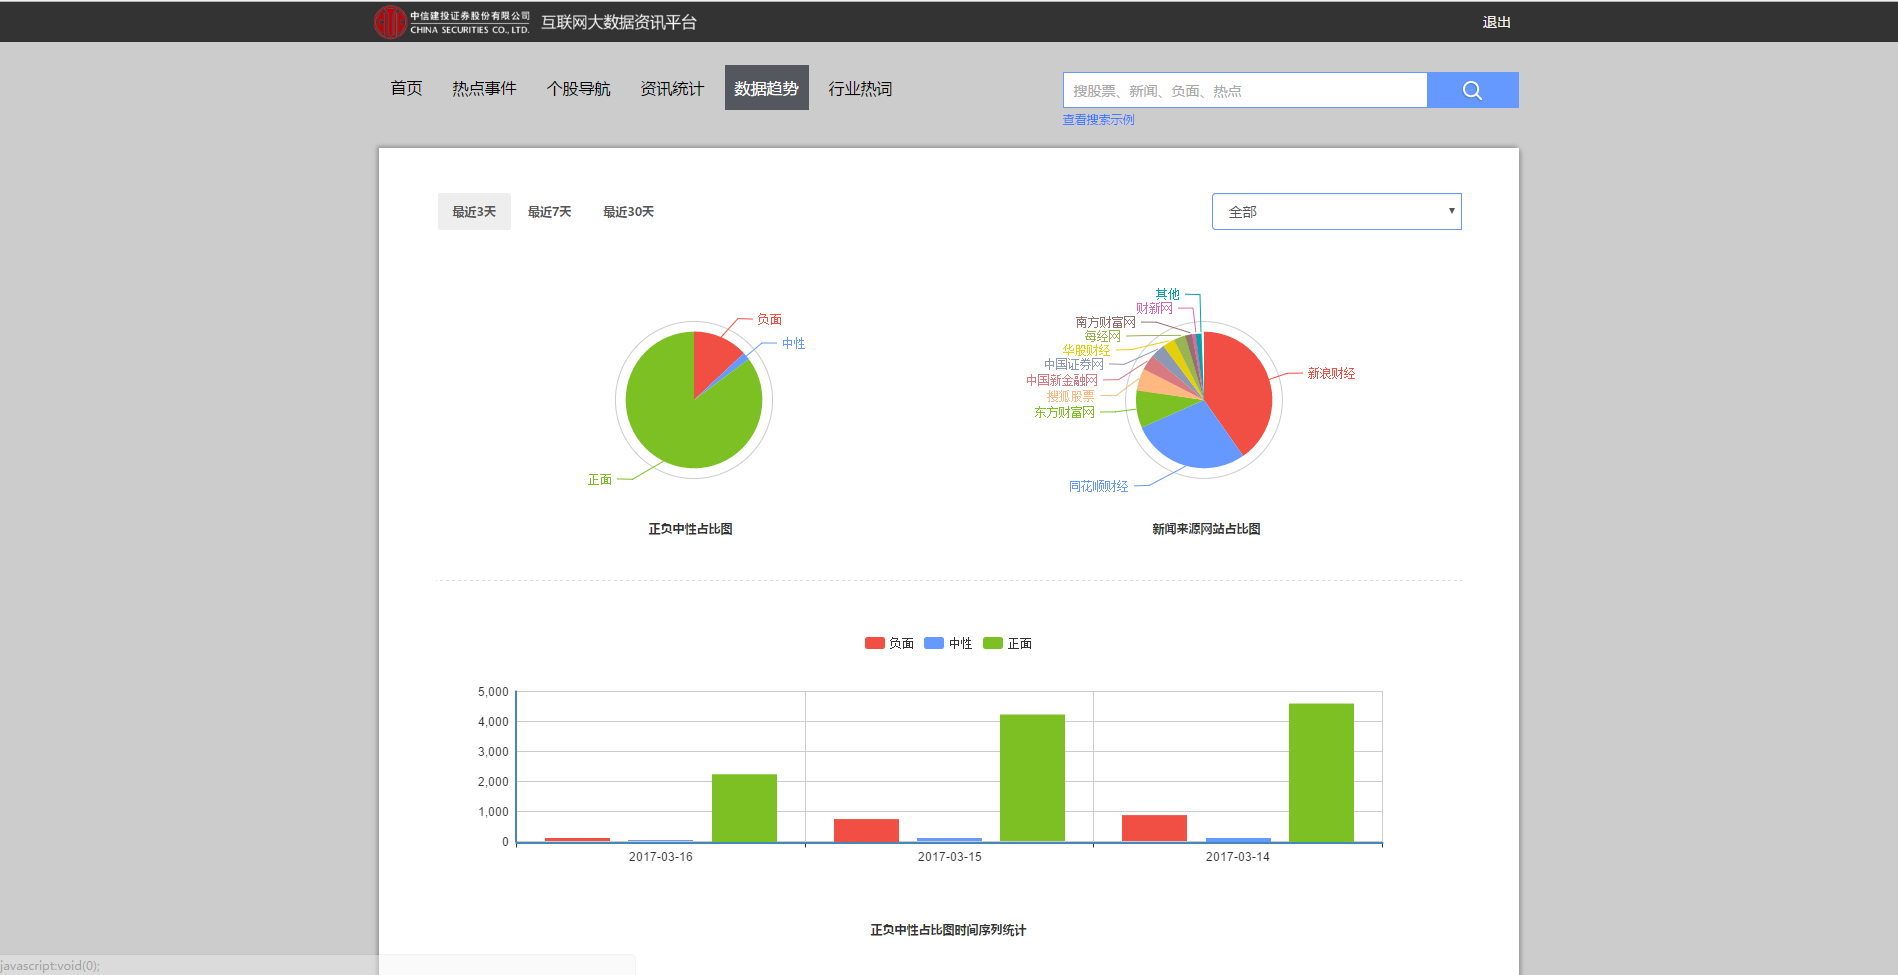 中信建投证券股份有限公司
CHINA SECURITIES CO., LTD.
互联网大数据资讯平台
退出
首页 热点事件 个股导航 资讯统计 数据趋势 行业热词
搜股票、新闻、负面、热点
查看搜索示例
最近3天 最近7天 最近30天
全部
负面
中性
正面
正负中性占比图
其他
财新网
南方财富网
每经网
华股财经
中国证券网
中国新金融网
搜狐股票
东方财富网
新浪财经
同花顺财经
新闻来源网站占比图
负面 中性 正面
5,000
4,000
3,000
2,000
1,000
0
2017-03-16 2017-03-15 2017-03-14
正负中性占比图时间序列统计
javascript:void(0);